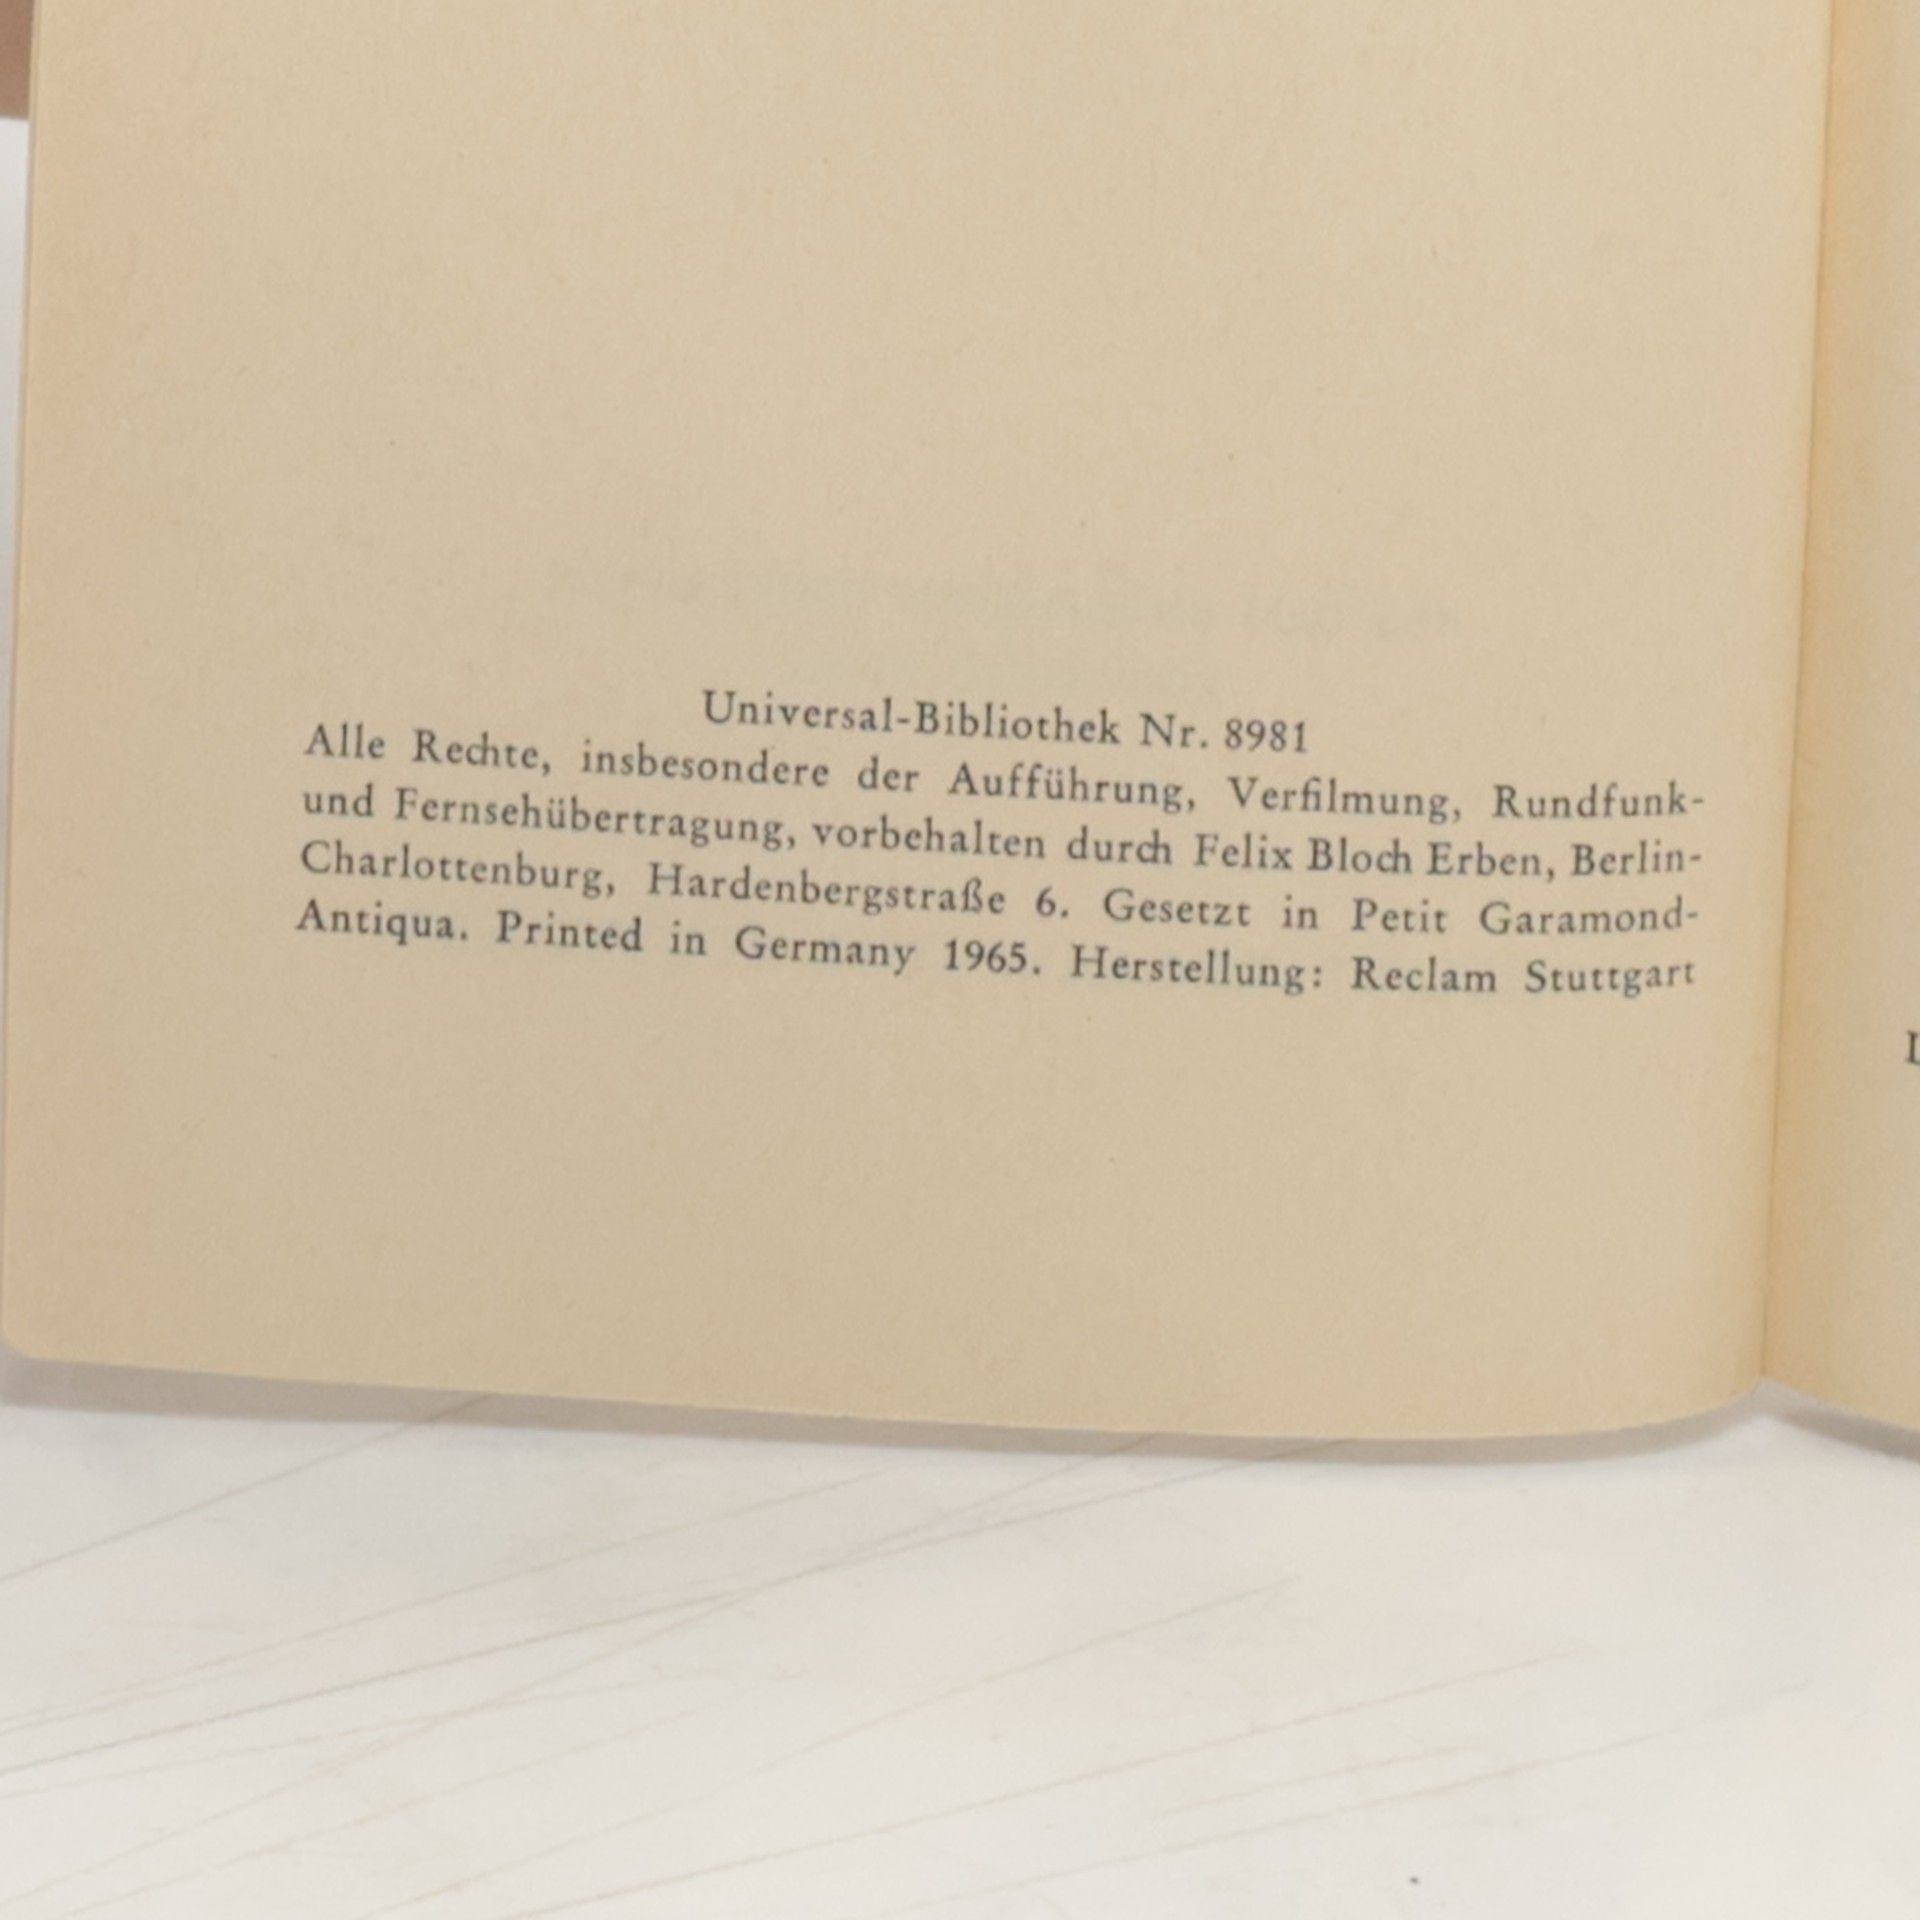 Universal-Bibliothek Nr. 8981
Alle Rechte, insbesondere der Aufführung, Verfilmung, Rundfunk-
und Fernsehübertragung, vorbehalten durch Felix Bloch Erben, Berlin-
Charlottenburg, Hardenbergstraße 6. Gesetzt in Petit Garamond-
Antiqua. Printed in Germany 1965. Herstellung: Reclam Stuttgart